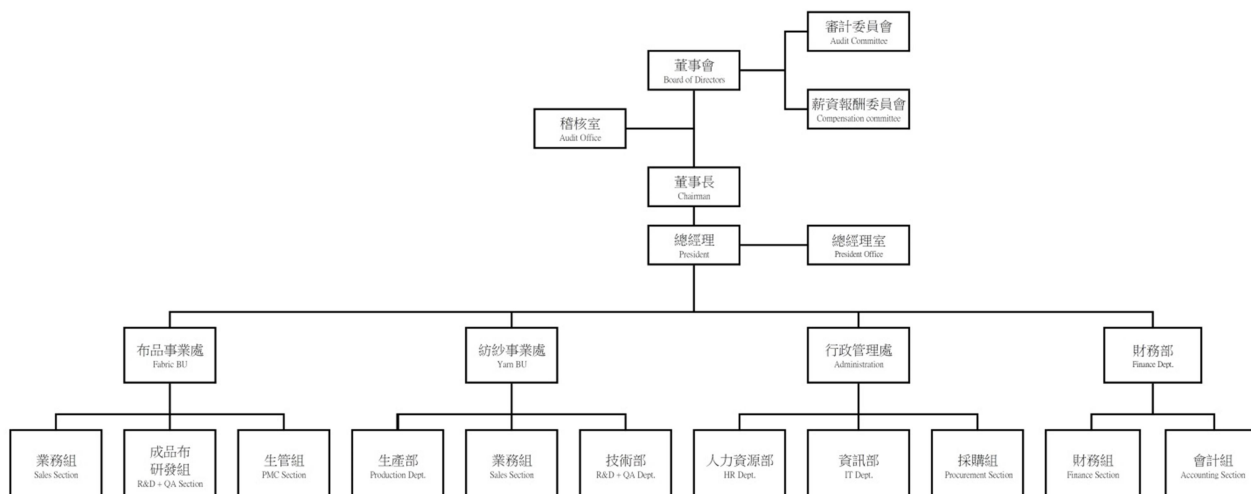 審計委員會
Audit Committee
董事會
Board of Directors
薪資報酬委員會
Compensation committee
稽核室
Audit Office
董事長
Chairman
總經理
President
總經理室
President Office
布品事業處
Fabric BU
紡紗事業處
Yarn BU
行政管理處
Administration
財務部
Finance Dept.
業務組
Sales Section
成品布
研發組
R&D + QA Section
生管組
PMC Section
生產部
Production Dept.
業務組
Sales Section
技術部
R&D + QA Dept.
人力資源部
HR Dept.
資訊部
IT Dept.
採購組
Procurement Section
財務組
Finance Section
會計組
Accounting Section